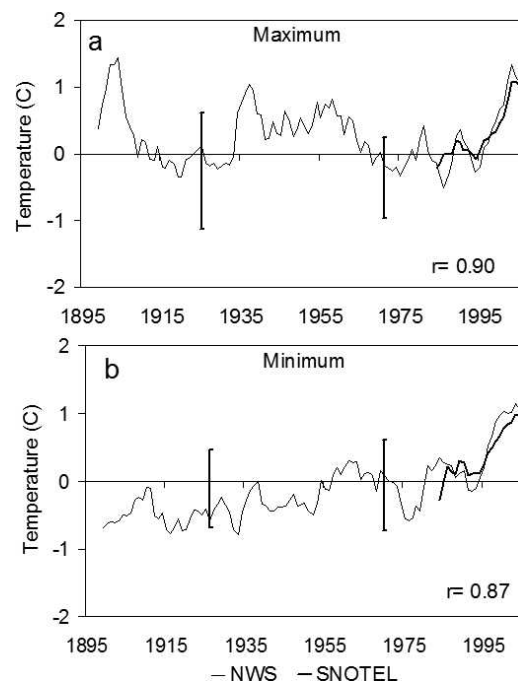 a
Maximum
Temperature (C)
2
1
0
-1
-2
r= 0.90
1895 1915 1935 1955 1975 1995
b
Minimum
Temperature (C)
2
1
0
-1
-2
r= 0.87
1895 1915 1935 1955 1975 1995
— NWS — SNOTEL